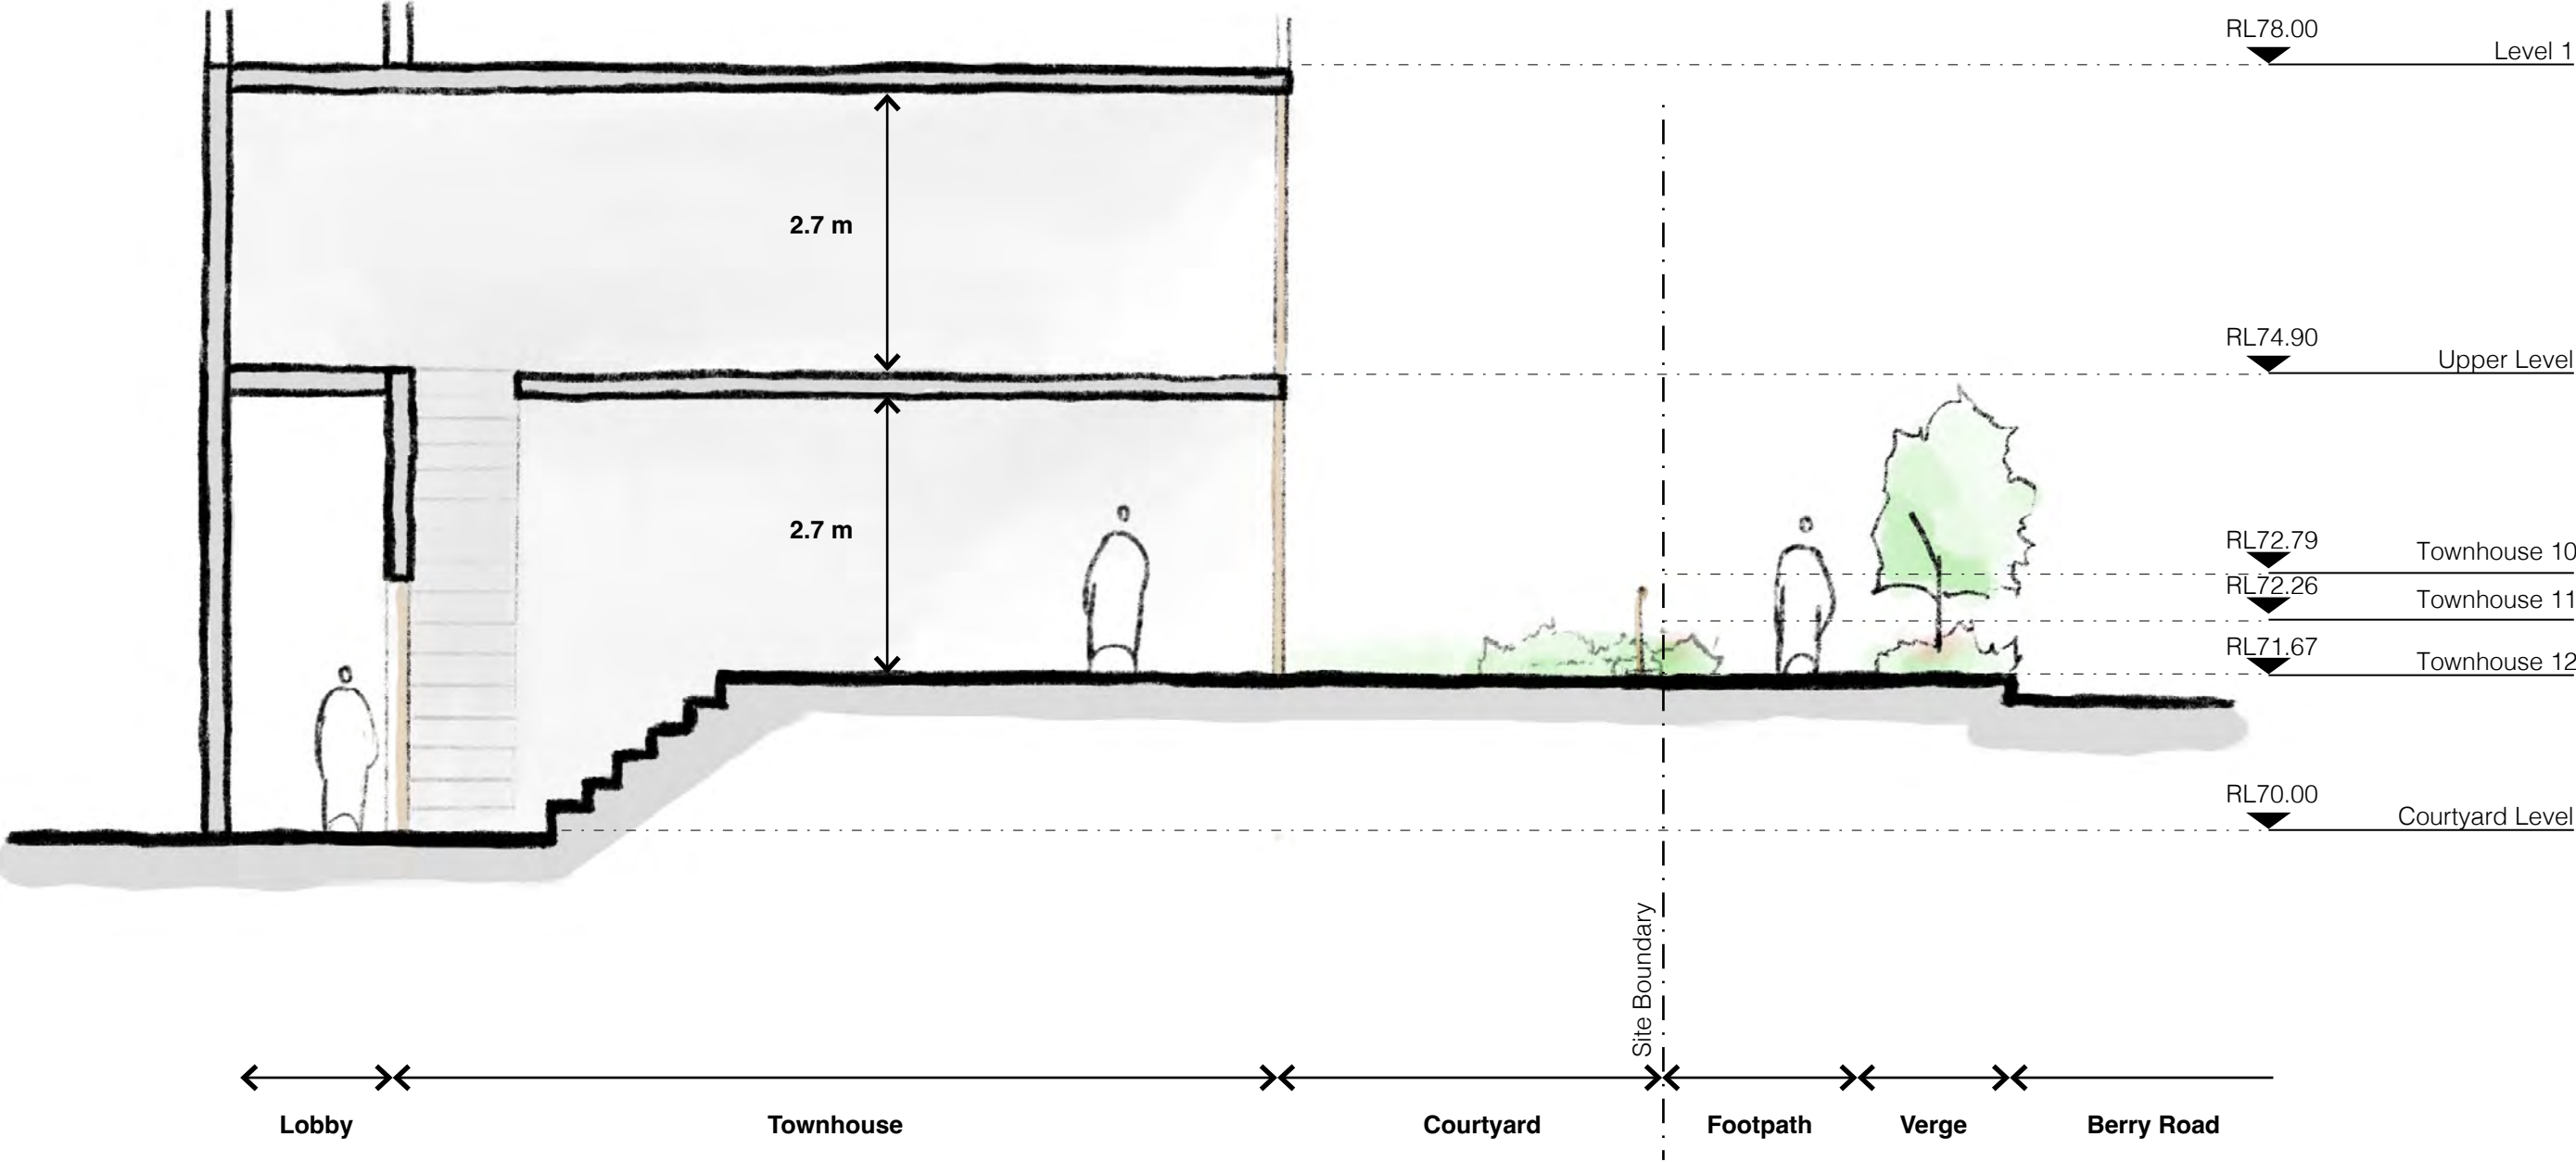 RL78.00
Level 1
2.7 m
RL74.90
Upper Level
2.7 m
RL72.79
Townhouse 10
RL72.26
Townhouse 11
RL71.67
Townhouse 12
RL70.00
Courtyard Level
Site Boundary
Lobby
Townhouse
Courtyard
Footpath
Verge
Berry Road